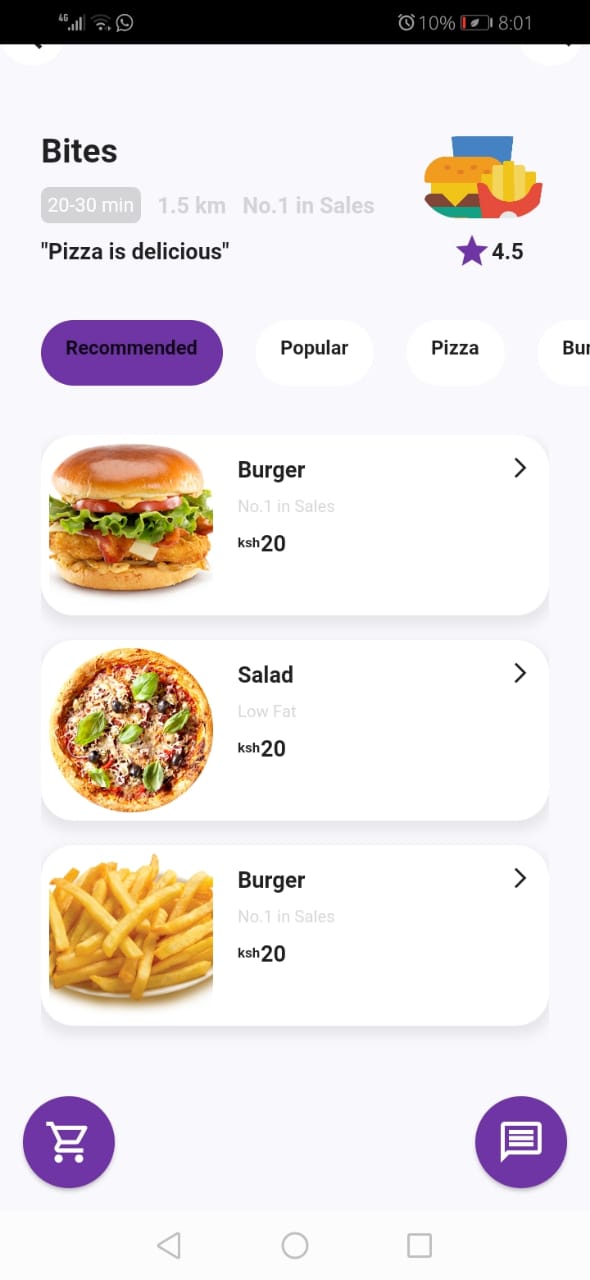 4G 10% 8:01
Bites
20-30 min 1.5 km No.1 in Sales
"Pizza is delicious"
4.5
Recommended Popular Pizza Bur
Burger
No.1 in Sales
ksh20
Salad
Low Fat
ksh20
Burger
No.1 in Sales
ksh20